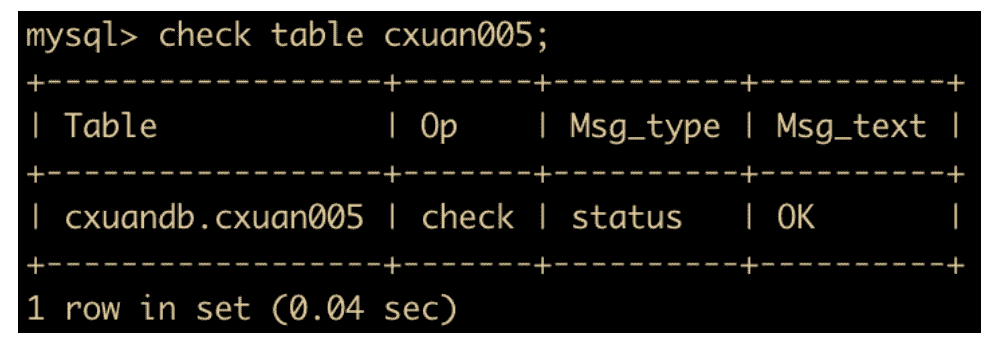 mysql> check table cxuan005;
+------------------+-------+----------+----------+
| Table            | Op    | Msg_type | Msg_text |
+------------------+-------+----------+----------+
| cxuandb.cxuan005 | check | status   | OK       |
+------------------+-------+----------+----------+
1 row in set (0.04 sec)